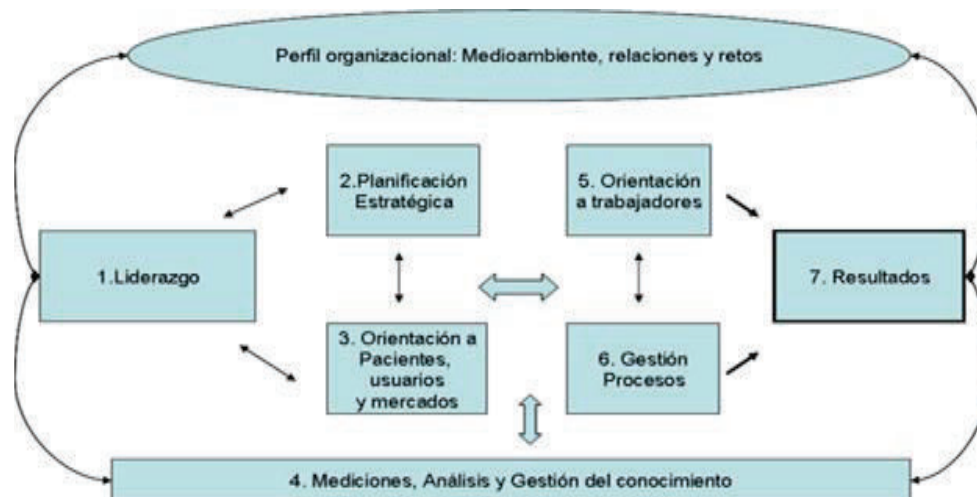 Perfil organizacional: Medioambiente, relaciones y retos
1.Liderazgo
2.Planificación
Estratégica
3. Orientación a
Pacientes,
usuarios
y mercados
5. Orientación
a trabajadores
6. Gestión
Procesos
7. Resultados
4. Mediciones, Análisis y Gestión del conocimiento